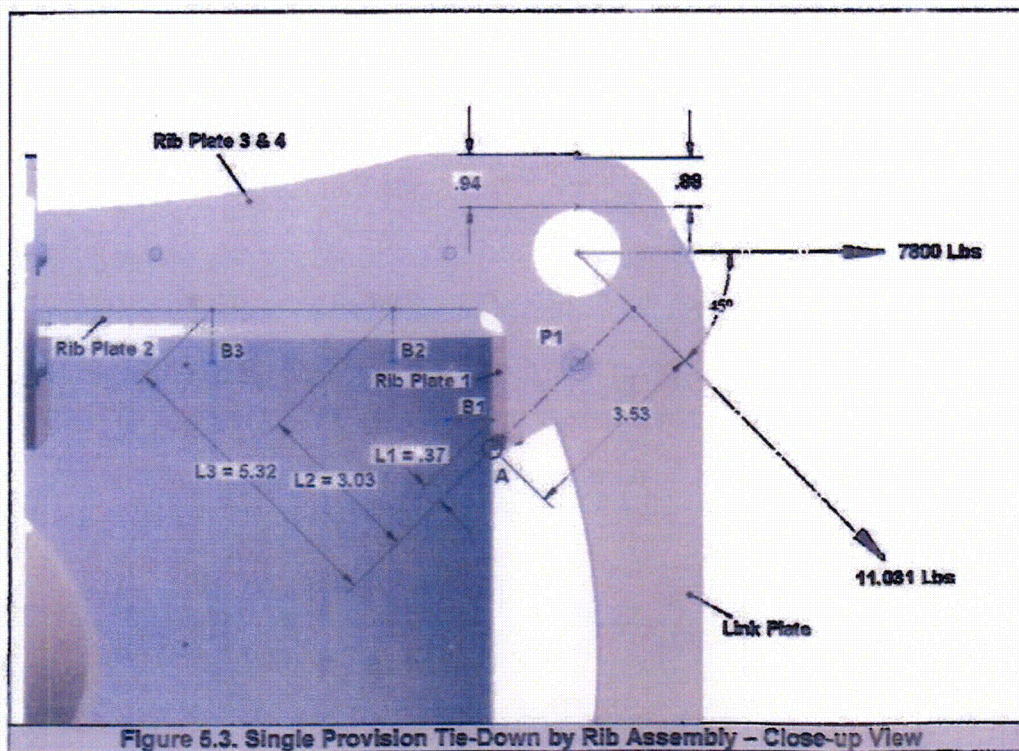 Rib Plate 3 & 4
.94
.88
7800 Lbs
45º
Rib Plate 2
B3
B2
P1
Rib Plate 1
B1
3.53
L1 = .37
L3 = 5.32
L2 = 3.03
A
11.031 Lbs
Link Plate
Figure 5.3. Single Provision Tie-Down by Rib Assembly – Close-up View